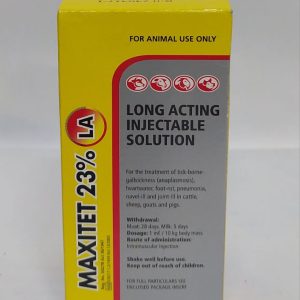 FOR ANIMAL USE ONLY
MAXITET 23% LA
LONG ACTING
INJECTABLE
SOLUTION
For the treatment of tick-borne
gallsickness (anaplasmosis),
heartwater, foot-rot, pneumonia,
navel-ill and joint-ill in cattle,
sheep, goats and pigs.
Withdrawal:
Meat: 28 days, Milk: 5 days
Dosage: 1 ml / 10 kg body mass
Route of administration:
Intramuscular injection
Shake well before use.
Keep out of reach of children.
FOR FULL PARTICULARS USE
ENCLOSED PACKAGE INSERT